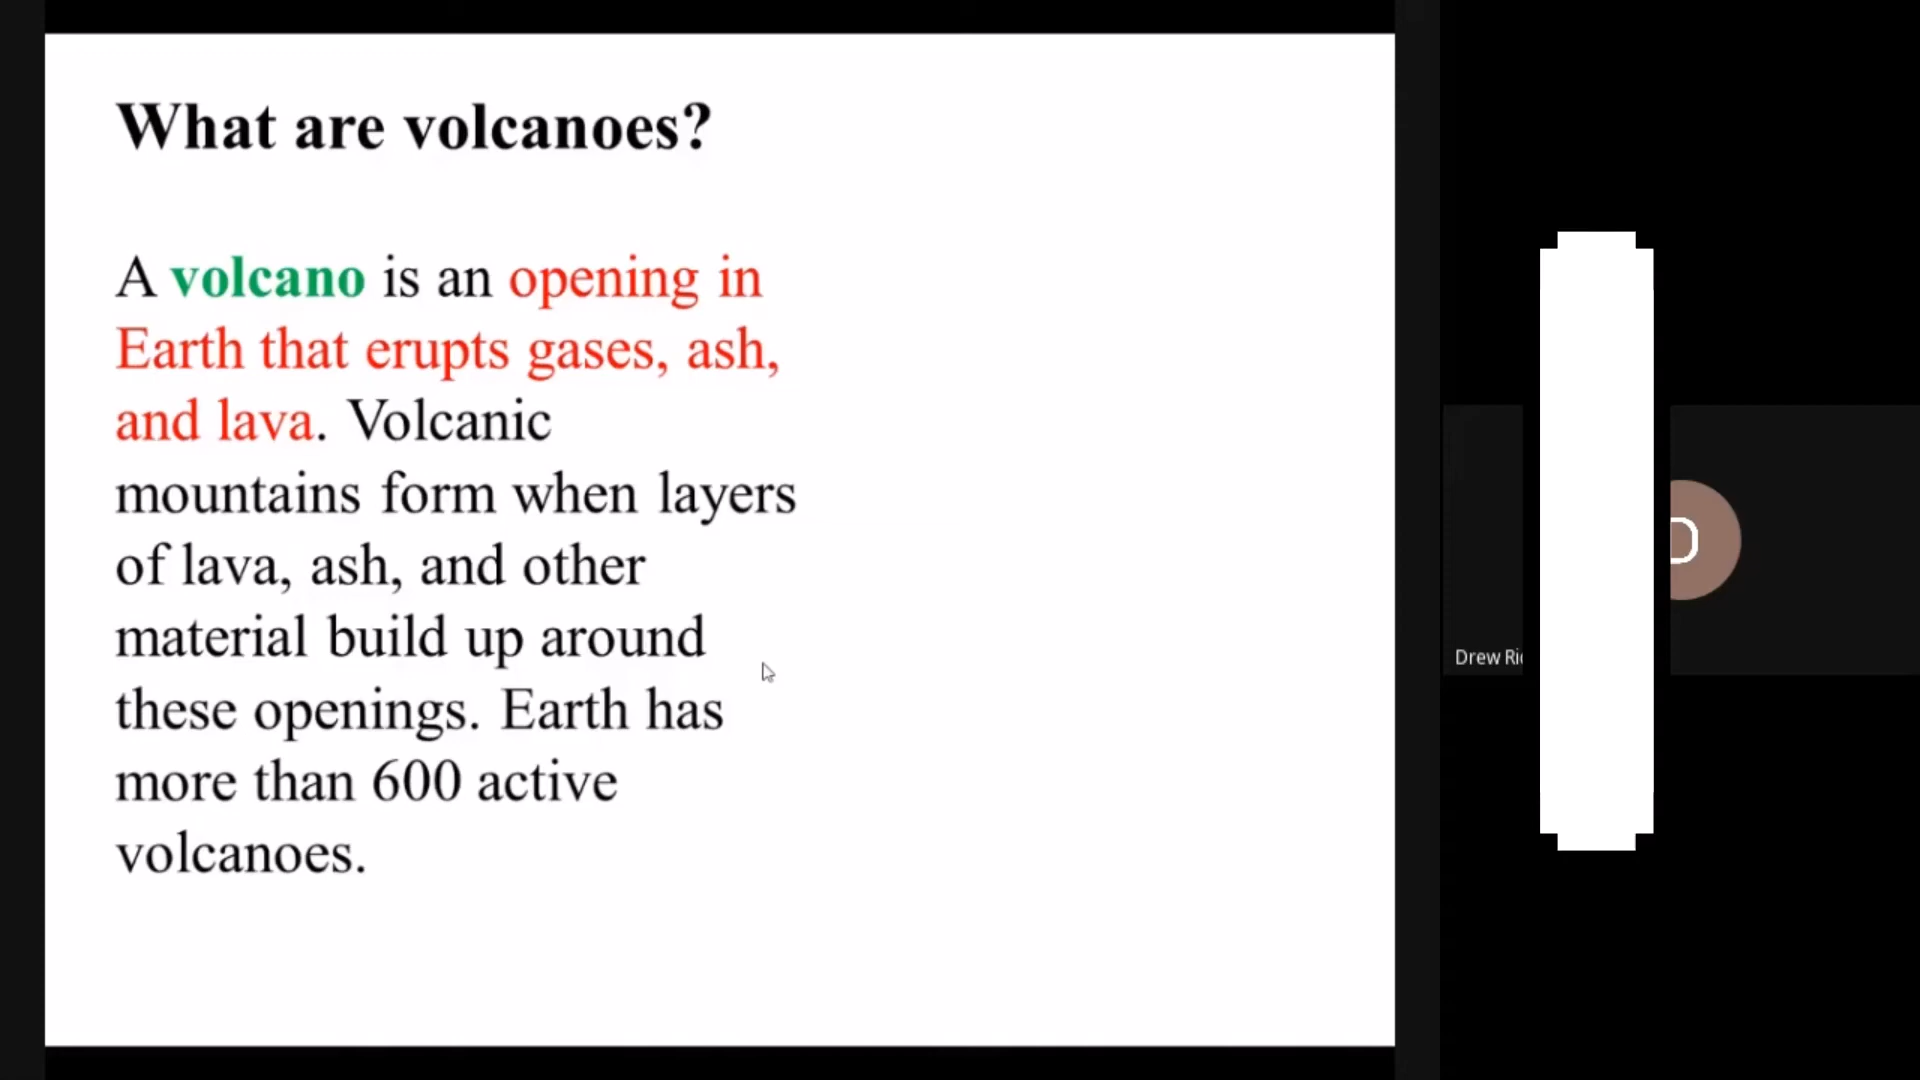 What are volcanoes?
A volcano is an opening in
Earth that erupts gases, ash,
and lava. Volcanic
mountains form when layers
of lava, ash, and other
material build up around
these openings. Earth has
more than 600 active
volcanoes.
Drew
D